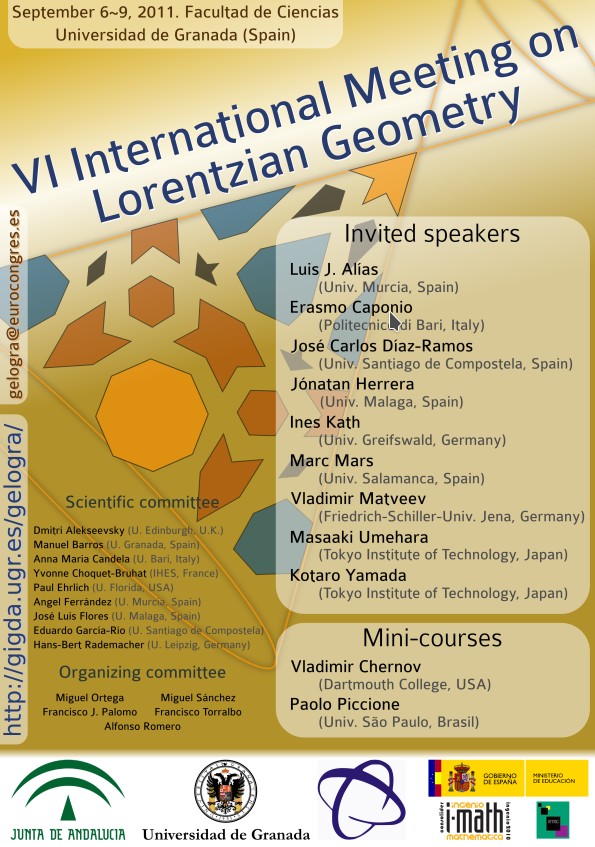 September 6~9, 2011. Facultad de Ciencias
Universidad de Granada (Spain)
VI International Meeting on
Lorentzian Geometry
gelogra@eurocongres.es
http://gigda.ugr.es/gelogra/
Invited speakers
Luis J. Alías
(Univ. Murcia, Spain)
Erasmo Caponio
(Politecnico di Bari, Italy)
José Carlos Díaz-Ramos
(Univ. Santiago de Compostela, Spain)
Jónatan Herrera
(Univ. Malaga, Spain)
Ines Kath
(Univ. Greifswald, Germany)
Marc Mars
(Univ. Salamanca, Spain)
Vladimir Matveev
(Friedrich-Schiller-Univ. Jena, Germany)
Masaaki Umehara
(Tokyo Institute of Technology, Japan)
Kotaro Yamada
(Tokyo Institute of Technology, Japan)
Scientific committee
Dmitri Alekseevsky (U. Edinburgh, U.K.)
Manuel Barros (U. Granada, Spain)
Anna Maria Candela (U. Bari, Italy)
Yvonne Choquet-Bruhat (IHES, France)
Paul Ehrlich (U. Florida, USA)
Angel Ferrández (U. Murcia, Spain)
José Luis Flores (U. Malaga, Spain)
Eduardo García-Río (U. Santiago de Compostela)
Hans-Bert Rademacher (U. Leipzig, Germany)
Organizing committee
Miguel Ortega Miguel Sánchez
Francisco J. Palomo Francisco Torralbo
Alfonso Romero
Mini-courses
Vladimir Chernov
(Dartmouth College, USA)
Paolo Piccione
(Univ. São Paulo, Brasil)
JUNTA DE ANDALUCIA
Universidad de Granada
GOBIERNO
DE ESPAÑA
MINISTERIO
DE EDUCACIÓN
consolider
ingenio
i-math
mathematica
ingenio2010